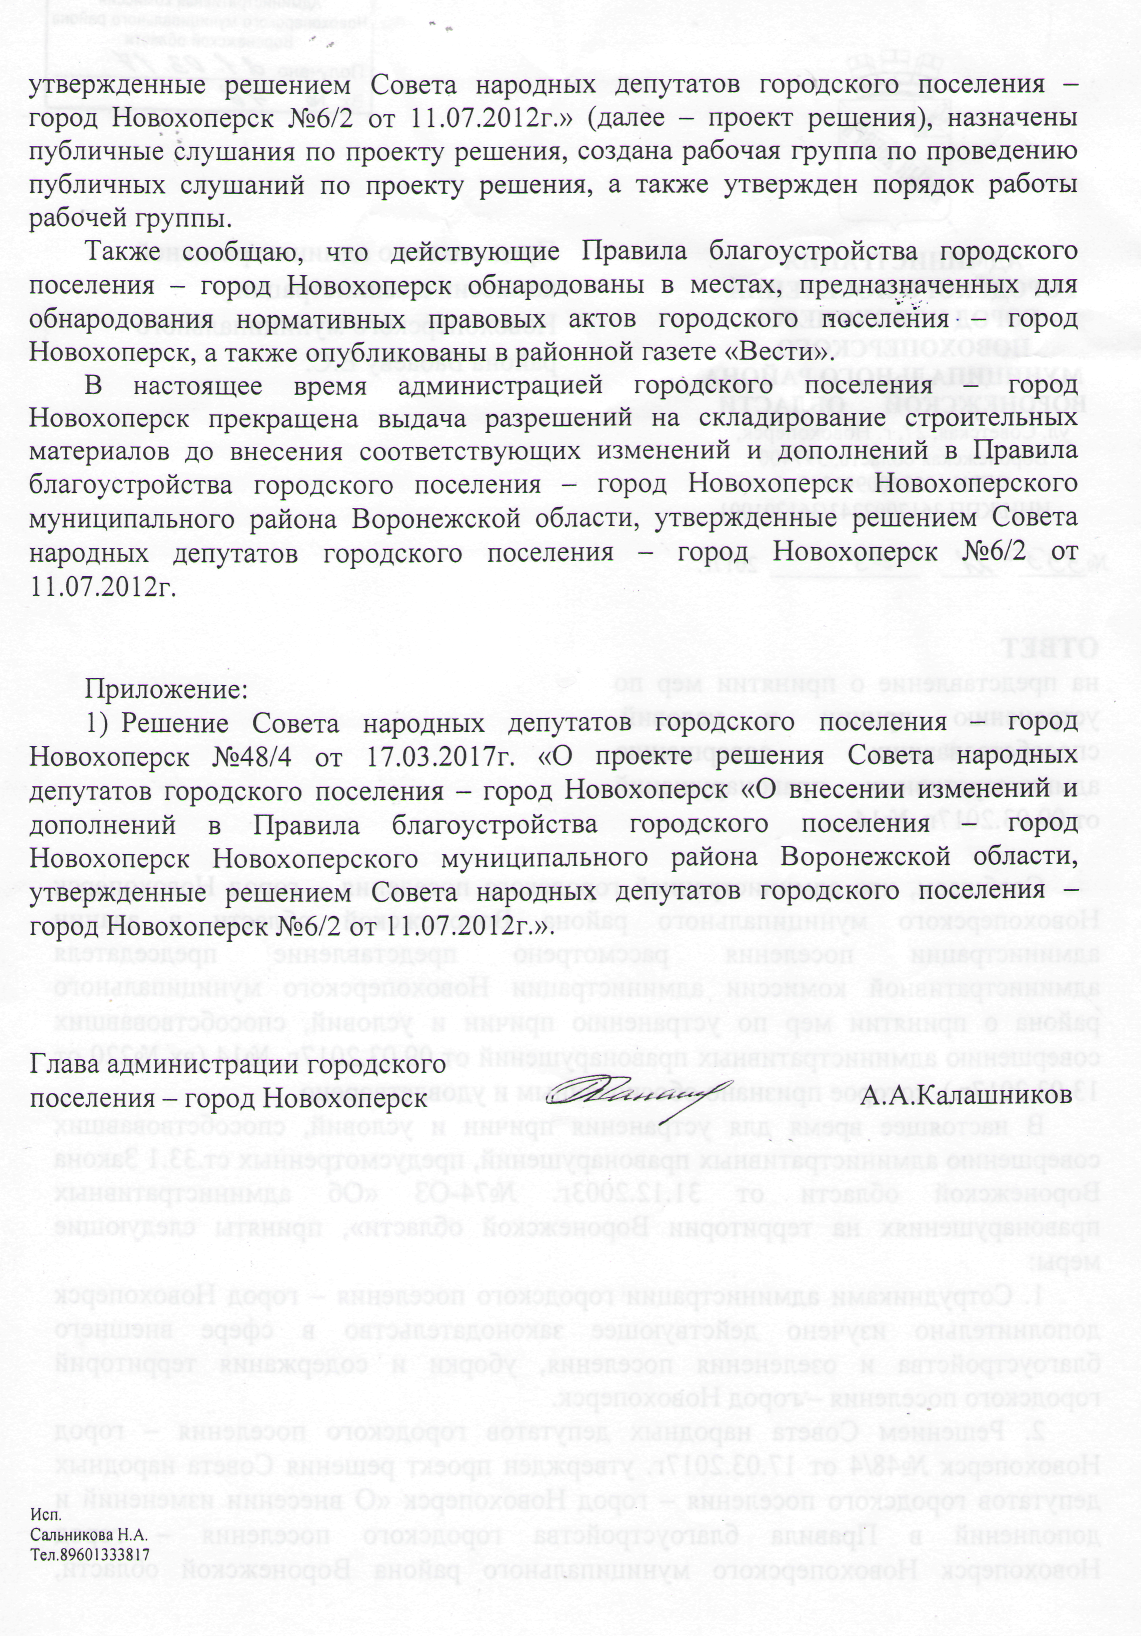 утвержденные решением Совета народных депутатов городского поселения –
город Новохоперск №6/2 от 11.07.2012г.» (далее – проект решения), назначены
публичные слушания по проекту решения, создана рабочая группа по проведению
публичных слушаний по проекту решения, а также утвержден порядок работы
рабочей группы.
Также сообщаю, что действующие Правила благоустройства городского
поселения – город Новохоперск обнародованы в местах, предназначенных для
обнародования нормативных правовых актов городского поселения – город
Новохоперск, а также опубликованы в районной газете «Вести».
В настоящее время администрацией городского поселения – город
Новохоперск прекращена выдача разрешений на складирование строительных
материалов до внесения соответствующих изменений и дополнений в Правила
благоустройства городского поселения – город Новохоперск Новохоперского
муниципального района Воронежской области, утвержденные решением Совета
народных депутатов городского поселения – город Новохоперск №6/2 от
11.07.2012г.
Приложение:
1) Решение Совета народных депутатов городского поселения – город
Новохоперск №48/4 от 17.03.2017г. «О проекте решения Совета народных
депутатов городского поселения – город Новохоперск «О внесении изменений и
дополнений в Правила благоустройства городского поселения – город
Новохоперск Новохоперского муниципального района Воронежской области,
утвержденные решением Совета народных депутатов городского поселения –
город Новохоперск №6/2 от 11.07.2012г.».
Глава администрации городского
поселения – город Новохоперск А.А.Калашников
Исп.
Сальникова Н.А.
Тел.89601333817